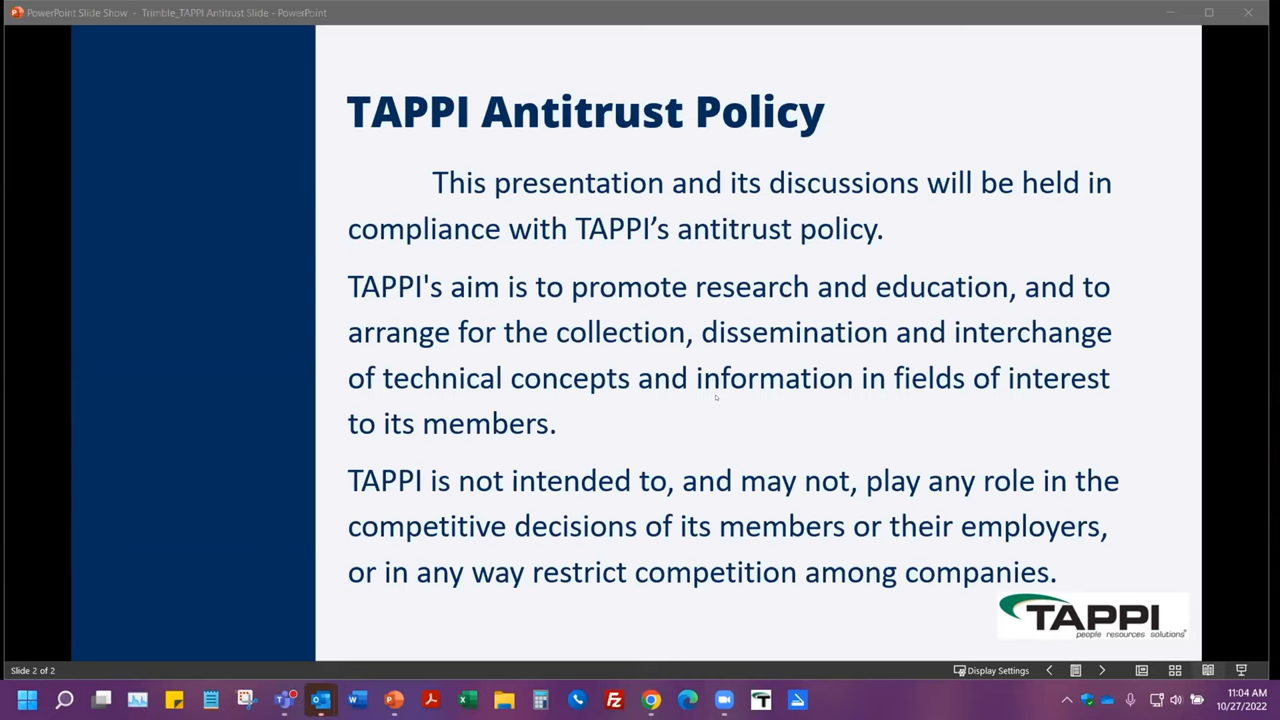 PowerPoint Slide Show - Trimble_TAPPI Antitrust Slide - PowerPoint
TAPPI Antitrust Policy
This presentation and its discussions will be held in
compliance with TAPPI’s antitrust policy.
TAPPI's aim is to promote research and education, and to
arrange for the collection, dissemination and interchange
of technical concepts and information in fields of interest
to its members.
TAPPI is not intended to, and may not, play any role in the
competitive decisions of its members or their employers,
or in any way restrict competition among companies.
TAPPI
people resources solutions
Slide 2 of 2
Display Settings
11:04 AM
10/27/2022